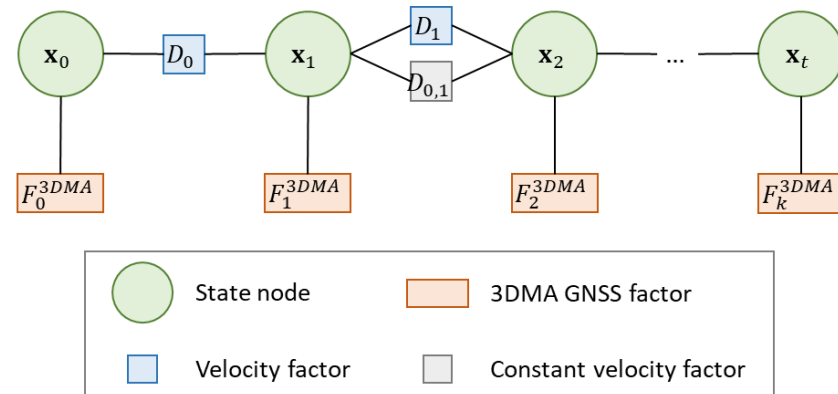 x₀ D₀ x₁ D₁ x₂ ... xₜ
D₀,₁
F₀^3DMA F₁^3DMA F₂^3DMA Fₖ^3DMA
State node 3DMA GNSS factor
Velocity factor Constant velocity factor